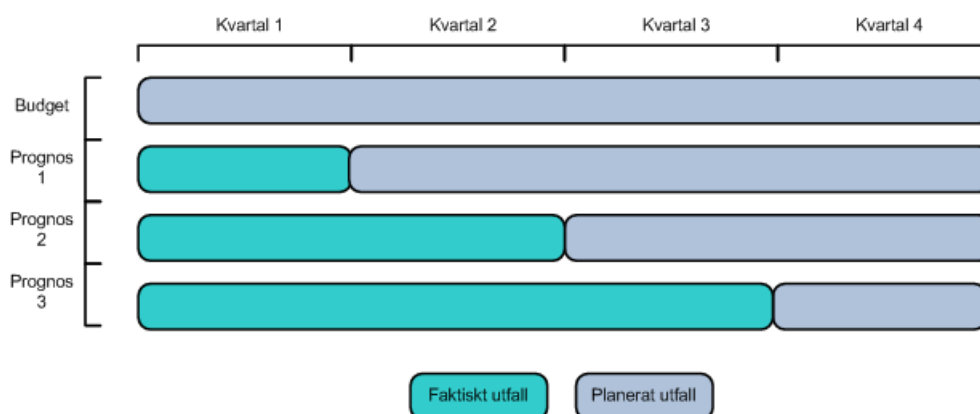 Kvartal 1
Kvartal 2
Kvartal 3
Kvartal 4
Budget
Prognos
1
Prognos
2
Prognos
3
Faktiskt utfall
Planerat utfall